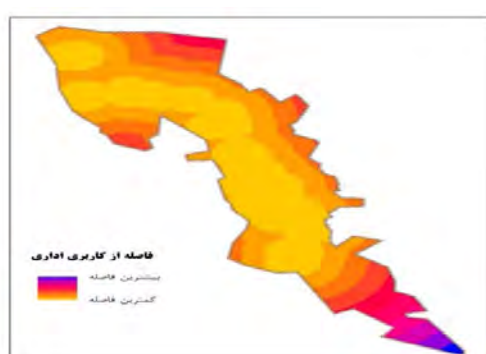 فاصله از کاربری اداری
بیشترین فاصله
کمترین فاصله